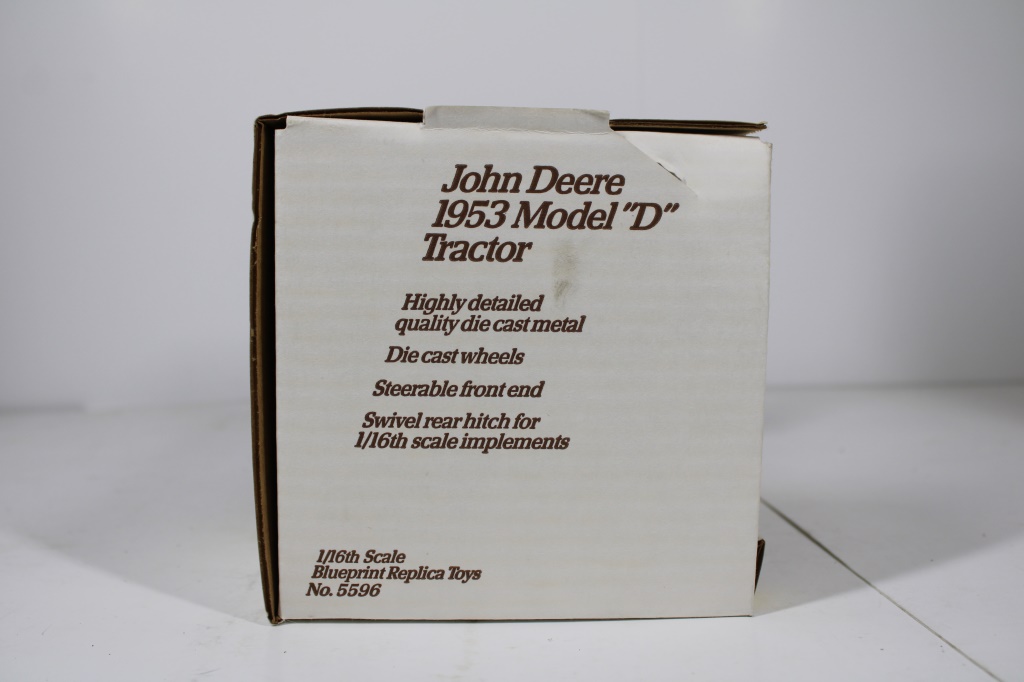 John Deere
1953 Model "D"
Tractor
Highly detailed
quality die cast metal
Die cast wheels
Steerable front end
Swivel rear hitch for
1/16th scale implements
1/16th Scale
Blueprint Replica Toys
No. 5596